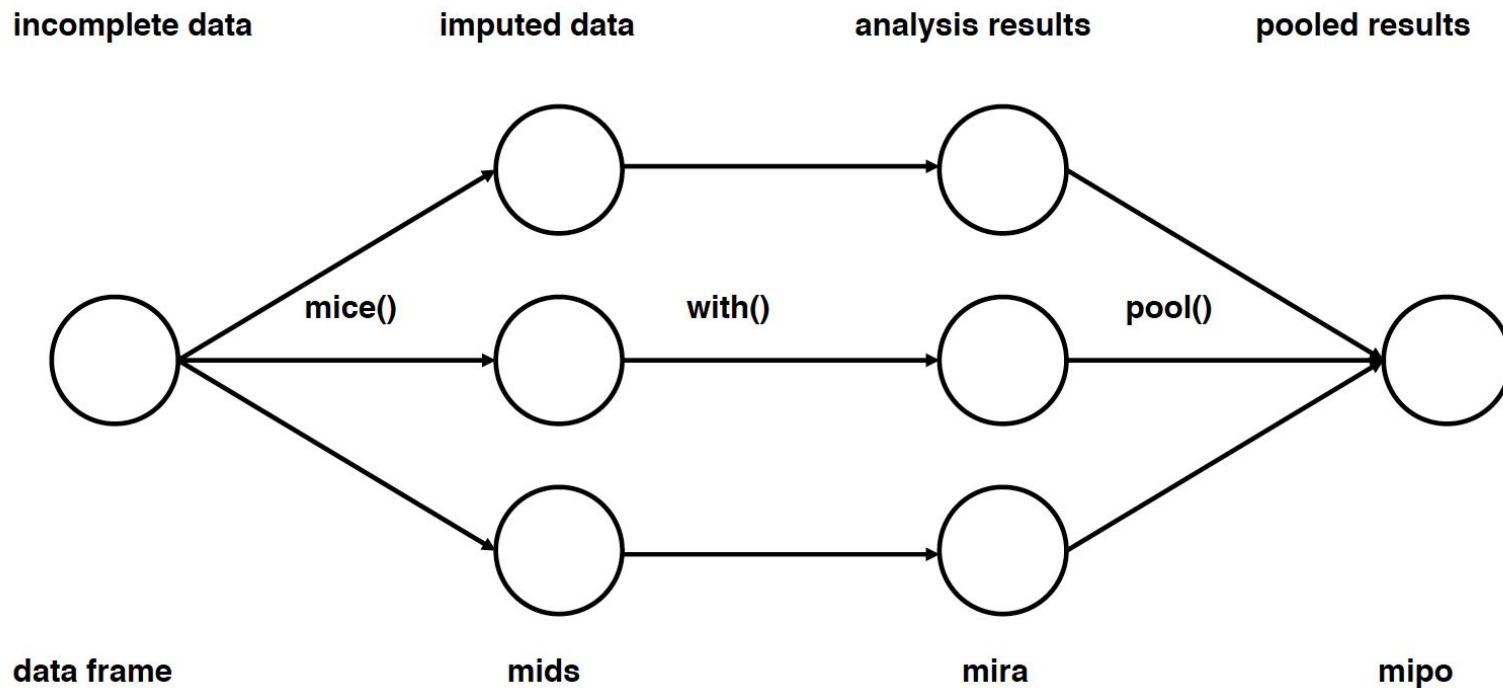 incomplete data imputed data analysis results pooled results
mice() with() pool()
data frame mids mira mipo